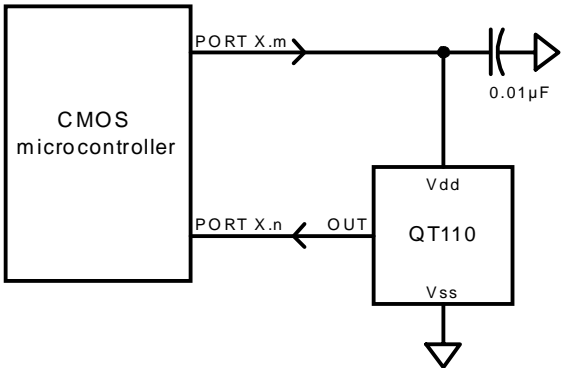 PORT X.m
0.01µF
CMOS
microcontroller
Vdd
PORT X.n
OUT
QT110
Vss